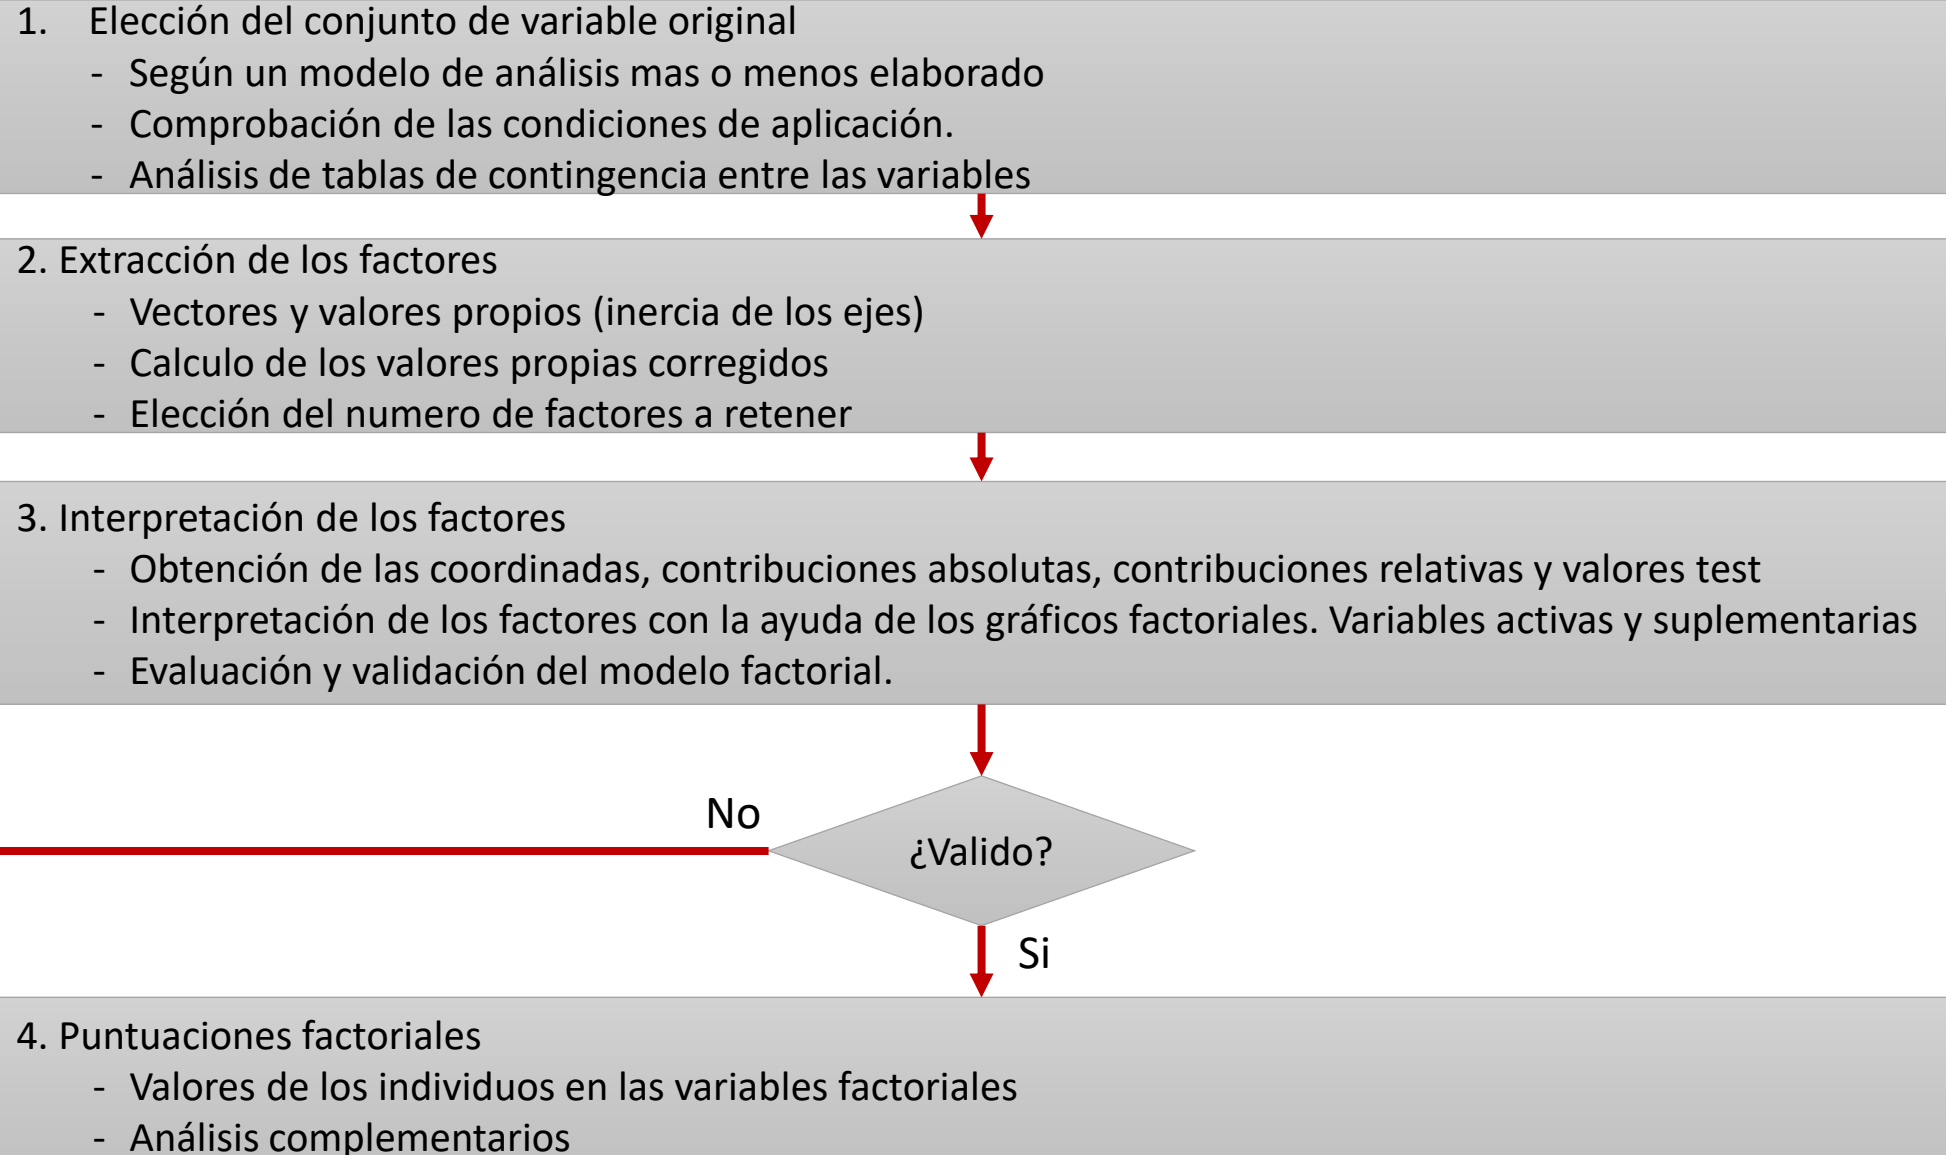 1. Elección del conjunto de variable original
- Según un modelo de análisis mas o menos elaborado
- Comprobación de las condiciones de aplicación.
- Análisis de tablas de contingencia entre las variables
2. Extracción de los factores
- Vectores y valores propios (inercia de los ejes)
- Calculo de los valores propias corregidos
- Elección del numero de factores a retener
3. Interpretación de los factores
- Obtención de las coordinadas, contribuciones absolutas, contribuciones relativas y valores test
- Interpretación de los factores con la ayuda de los gráficos factoriales. Variables activas y suplementarias
- Evaluación y validación del modelo factorial.
No
¿Valido?
Si
4. Puntuaciones factoriales
- Valores de los individuos en las variables factoriales
- Análisis complementarios